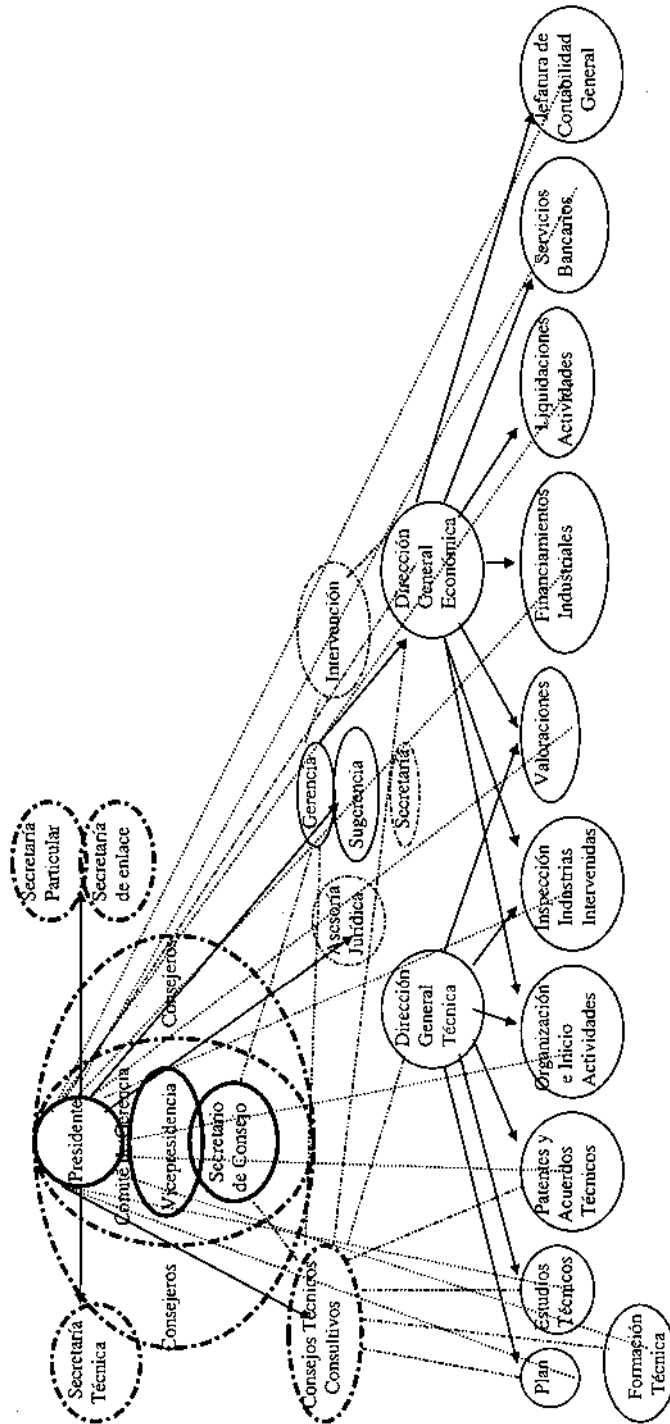 Secretaría
Técnica
Secretaría
Particular
Secretaría
de enlace
Presidente
Comité de Gerencia
Vicepresidencia
Secretario
de Consejo
Consejeros
Consejeros
Consejos Técnicos
Consultivos
Asesoría
Jurídica
Gerencia
Sugerencia
Secretaría
Intervención
Dirección
General
Técnica
Dirección
General
Económica
Plan
Estudios
Técnicos
Patentes y
Acuerdos
Técnicos
Organización
e Inicio
Actividades
Inspección
Industrias
Intervenidas
Valoraciones
Financiamientos
Industriales
Liquidaciones
Actividades
Servicios
Bancarios
Jefatura de
Contabilidad
General
Formación
Técnica